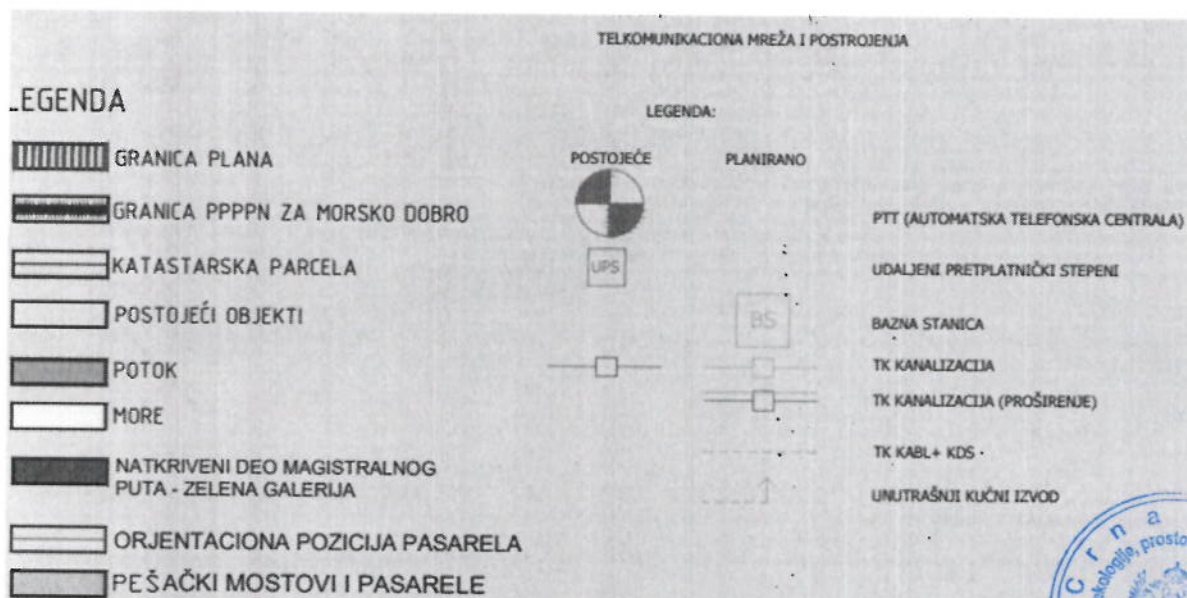 TELKOMUNIKACIONA MREŽA I POSTROJENJA
LEGENDA
GRANICA PLANA
GRANICA PPPPN ZA MORSKO DOBRO
KATASTARSKA PARCELA
POSTOJEĆI OBJEKTI
POTOK
MORE
NATKRIVENI DEO MAGISTRALNOG
PUTA - ZELENA GALERIJA
ORJENTACIONA POZICIJA PASARELA
PEŠAČKI MOSTOVI I PASARELE
LEGENDA:
POSTOJEĆE PLANIRANO
PTT (AUTOMATSKA TELEFONSKA CENTRALA)
UPS UDALJENI PRETPLATNIČKI STEPENI
BS BAZNA STANICA
TK KANALIZACIJA
TK KANALIZACIJA (PROŠIRENJE)
TK KABL+ KDS
UNUTRAŠNJI KUĆNI IZVOD
Crna